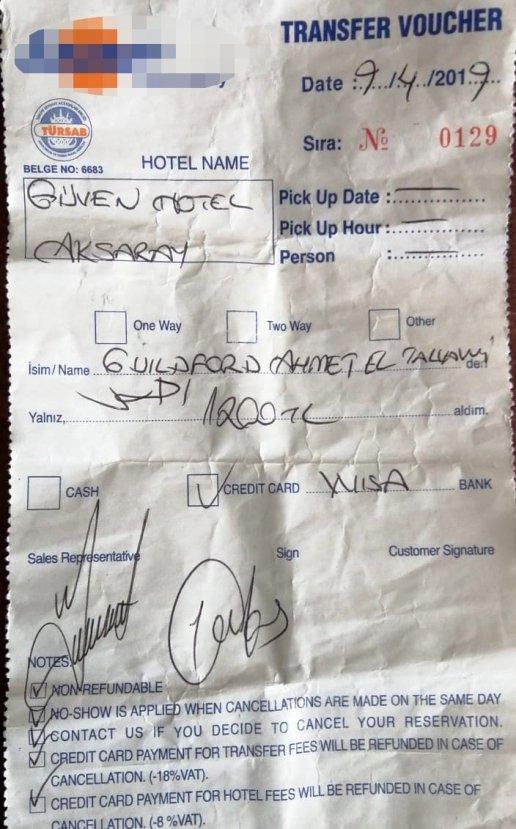 TRANSFER VOUCHER
Date : 9/4/2019
TÜRSAB
Sıra: № 0129
BELGE NO: 6683
HOTEL NAME
GÜVEN HOTEL
AKSARAY
Pick Up Date :
Pick Up Hour :
Person :
One Way Two Way Other
İsim/Name GUILDFORD AHMET EL den
Yalnız, 1200 TL aldım.
CASH CREDIT CARD WISA BANK
Sales Representative Sign Customer Signature
NOTES
NON REFUNDABLE
NO-SHOW IS APPLIED WHEN CANCELLATIONS ARE MADE ON THE SAME DAY
CONTACT US IF YOU DECIDE TO CANCEL YOUR RESERVATION.
CREDIT CARD PAYMENT FOR TRANSFER FEES WILL BE REFUNDED IN CASE OF
CANCELLATION. (-18%VAT).
CREDIT CARD PAYMENT FOR HOTEL FEES WILL BE REFUNDED IN CASE OF
CANCELLATION. (-8 %VAT).